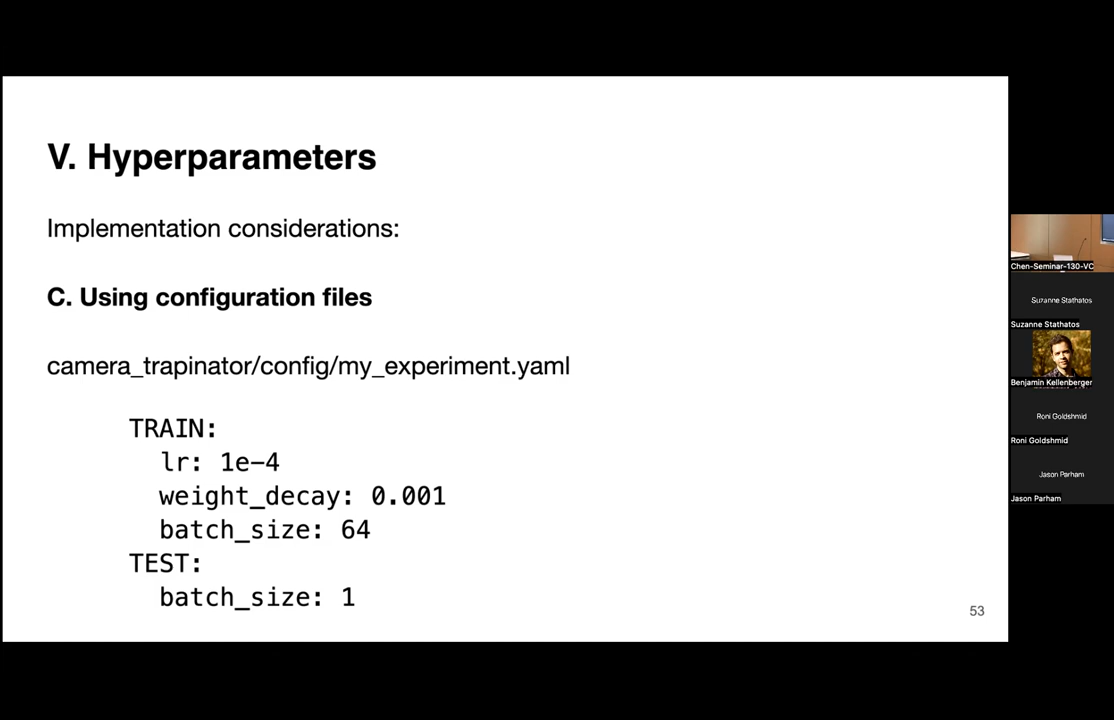 V. Hyperparameters
Implementation considerations:
C. Using configuration files
camera_trapinator/config/my_experiment.yaml
TRAIN:
lr: 1e-4
weight_decay: 0.001
batch_size: 64
TEST:
batch_size: 1
53
Chen-Seminar-130-VC
Suzanne Stathatos
Suzanne Stathatos
Benjamin Kellenberger
Roni Goldshmid
Roni Goldshmid
Jason Parham
Jason Parham